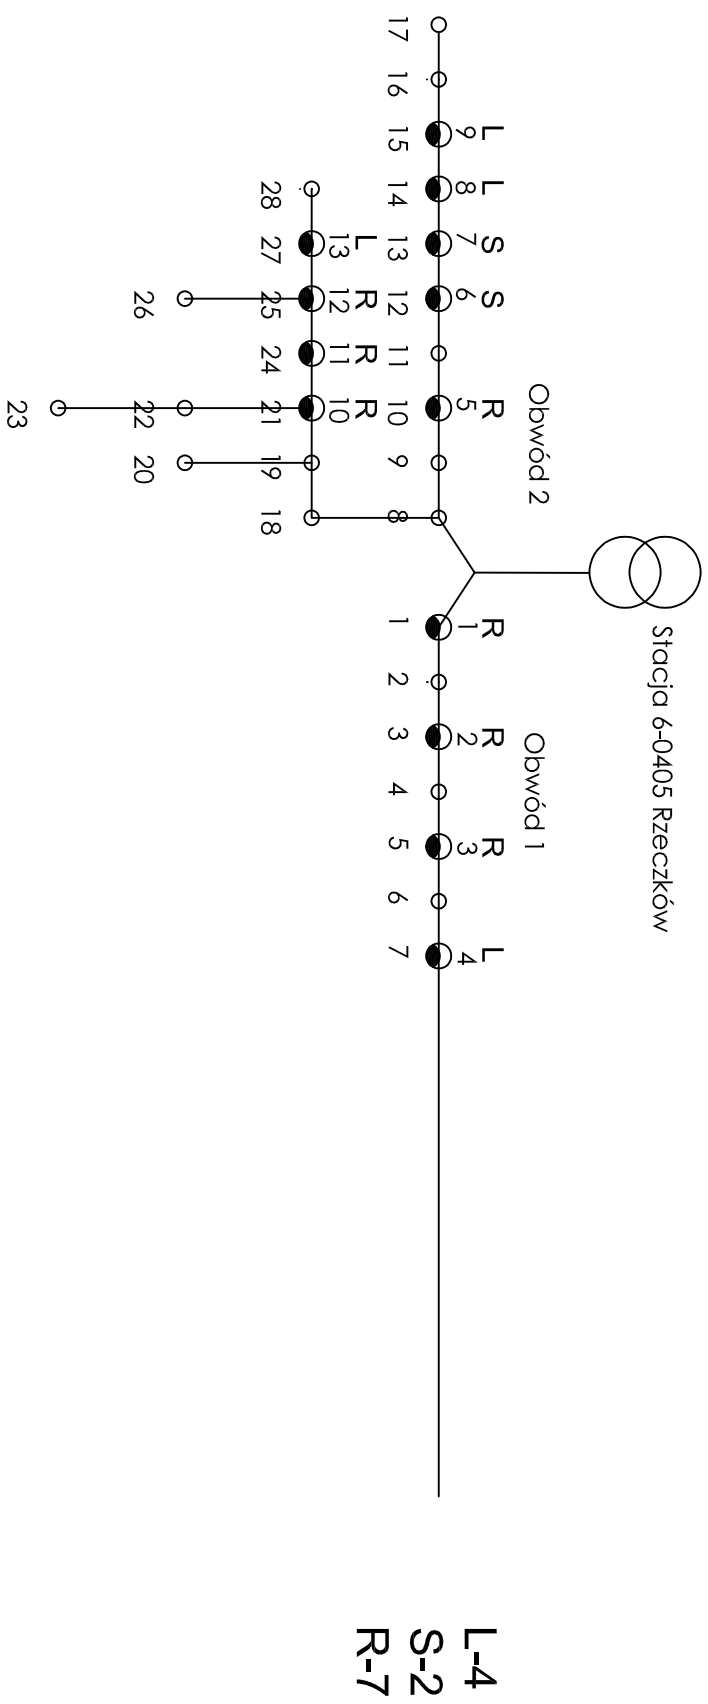 Stacja 6-0405 Rzeczków
Obwód 2 Obwód 1
L L S S R R R R L
9 8 7 6 5 1 2 3 4
17 16 15 14 13 12 11 10 9 8 1 2 3 4 5 6 7
L R R R
13 12 11 10
28 27 25 24 21 19 18
26 22 20
23
L-4
S-2
R-7